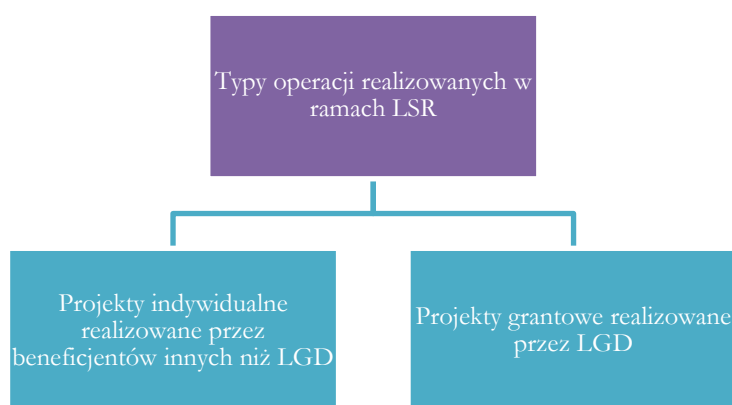 Typy operacji realizowanych w
ramach LSR
Projekty indywidualne
realizowane przez
beneficjentów innych niż LGD
Projekty grantowe realizowane
przez LGD